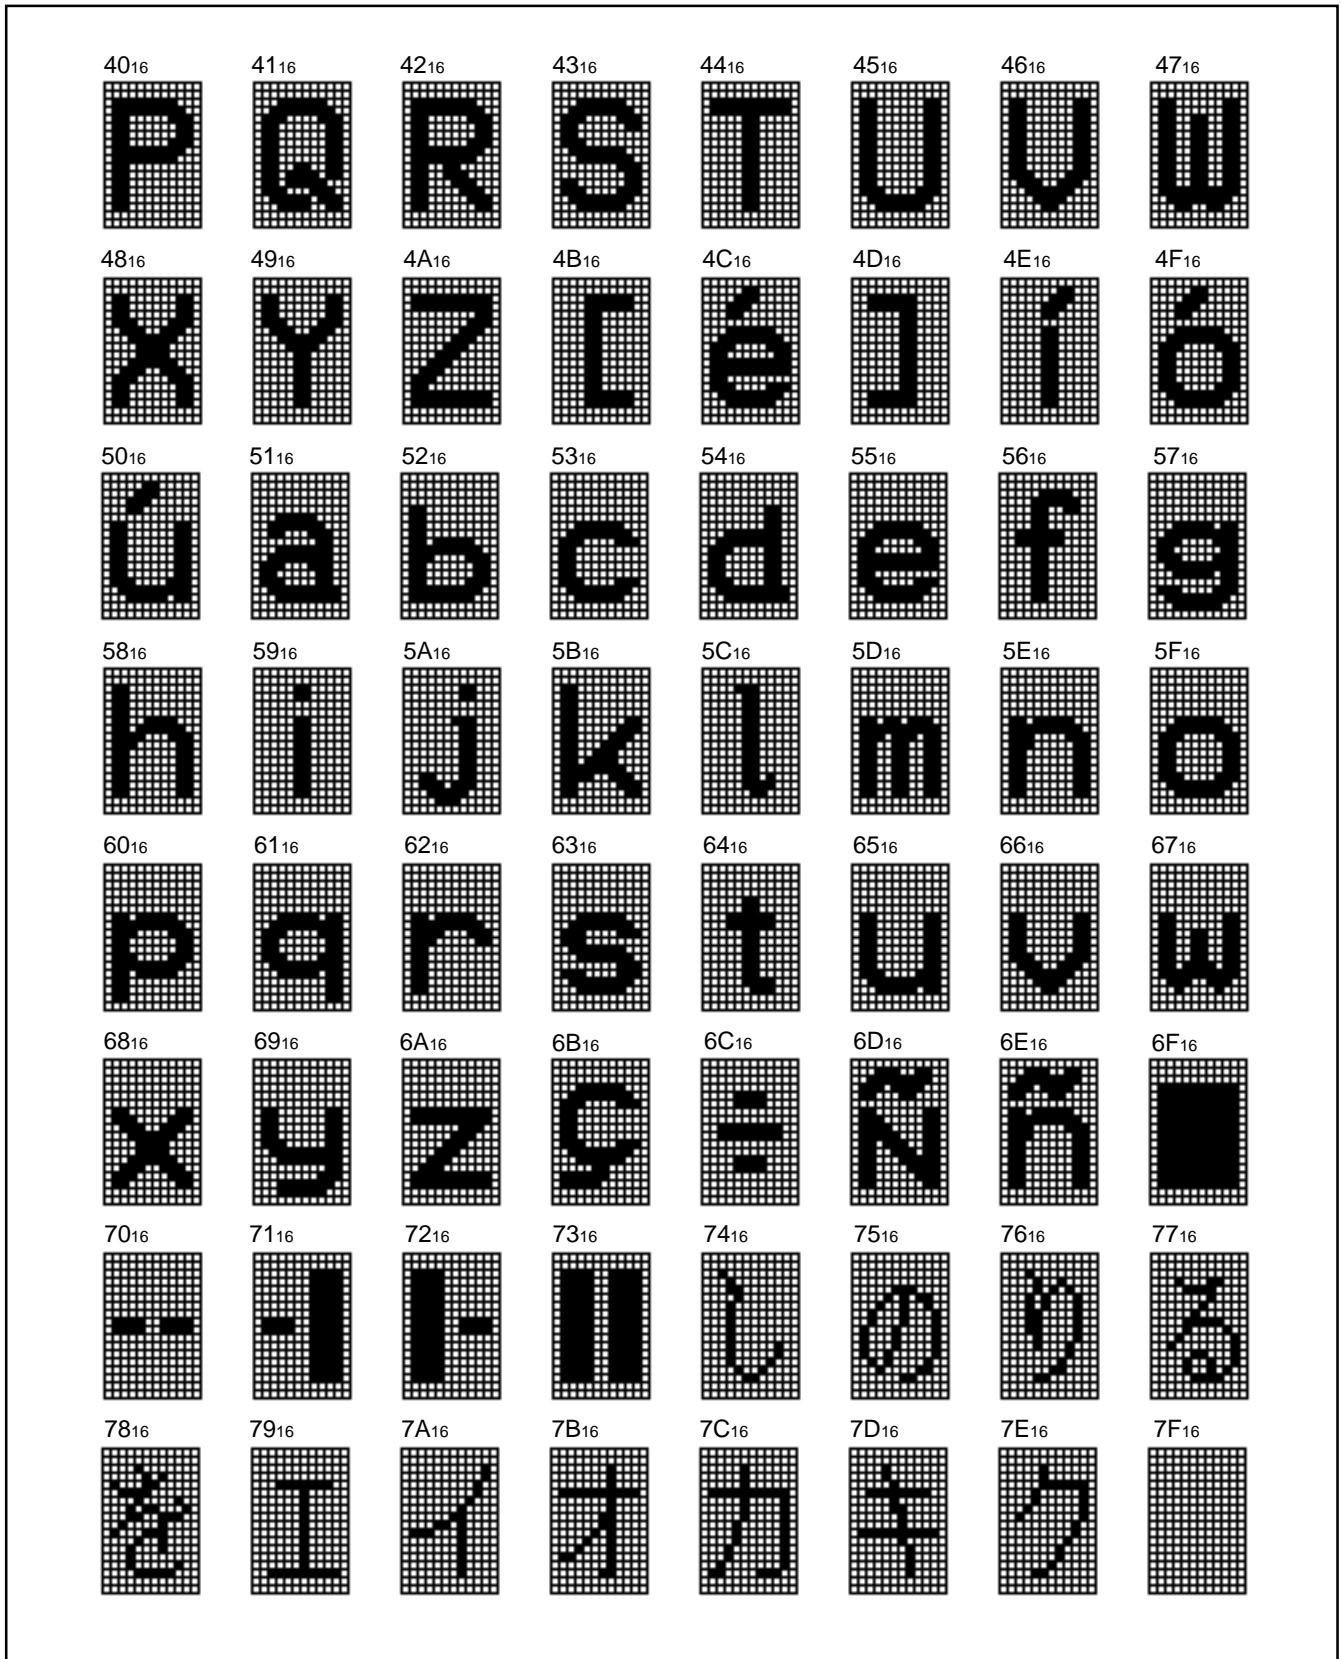 40₁₆ 41₁₆ 42₁₆ 43₁₆ 44₁₆ 45₁₆ 46₁₆ 47₁₆
P Q R S T U V W
48₁₆ 49₁₆ 4A₁₆ 4B₁₆ 4C₁₆ 4D₁₆ 4E₁₆ 4F₁₆
X Y Z [ é ] í ó
50₁₆ 51₁₆ 52₁₆ 53₁₆ 54₁₆ 55₁₆ 56₁₆ 57₁₆
ú a b c d e f g
58₁₆ 59₁₆ 5A₁₆ 5B₁₆ 5C₁₆ 5D₁₆ 5E₁₆ 5F₁₆
h i j k l m n o
60₁₆ 61₁₆ 62₁₆ 63₁₆ 64₁₆ 65₁₆ 66₁₆ 67₁₆
p q r s t u v w
68₁₆ 69₁₆ 6A₁₆ 6B₁₆ 6C₁₆ 6D₁₆ 6E₁₆ 6F₁₆
x y z ç ÷ Ñ ñ ■
70₁₆ 71₁₆ 72₁₆ 73₁₆ 74₁₆ 75₁₆ 76₁₆ 77₁₆
し の り る
78₁₆ 79₁₆ 7A₁₆ 7B₁₆ 7C₁₆ 7D₁₆ 7E₁₆ 7F₁₆
を エ イ オ カ キ ク